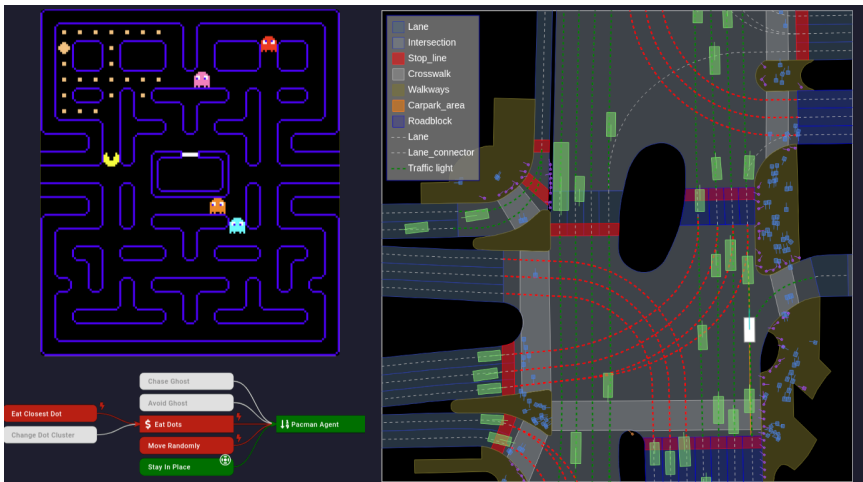 Chase Ghost
Avoid Ghost
Eat Closest Dot
$ Eat Dots
Pacman Agent
Change Dot Cluster
Move Randomly
Stay In Place
Lane
Intersection
Stop_line
Crosswalk
Walkways
Carpark_area
Roadblock
Lane
Lane_connector
Traffic light